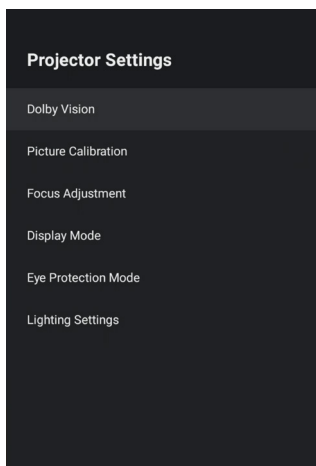 Projector Settings
Dolby Vision
Picture Calibration
Focus Adjustment
Display Mode
Eye Protection Mode
Lighting Settings